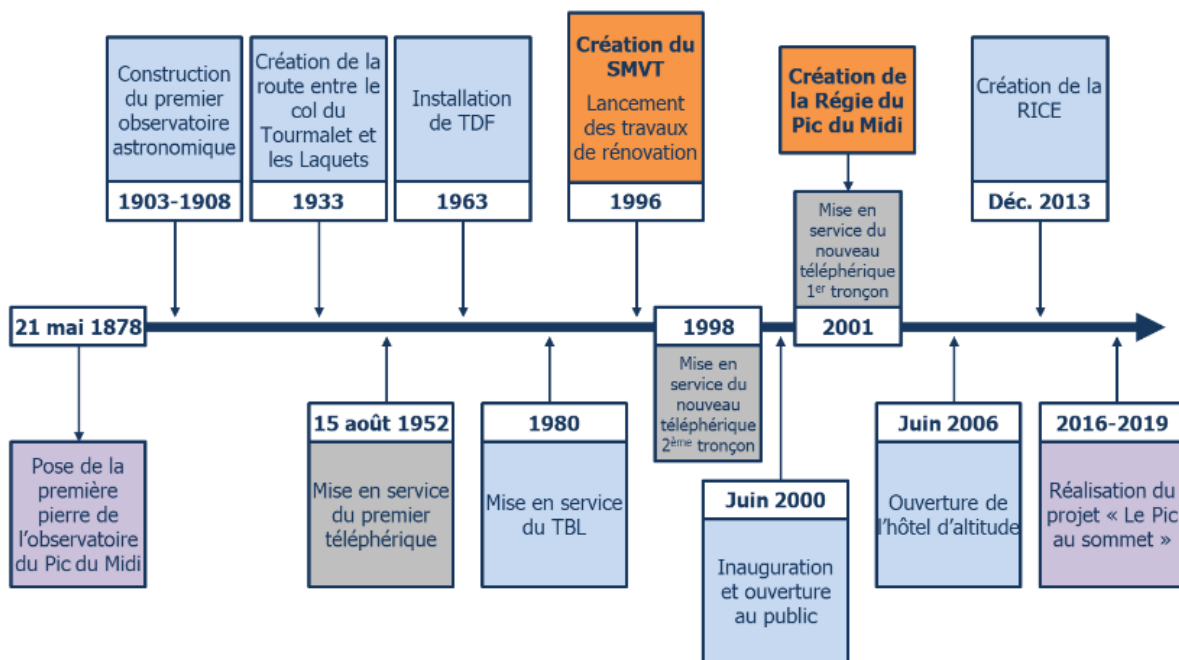 Construction
du premier
observatoire
astronomique
1903-1908
Création de la
route entre le
col du
Tourmalet et
les Laquets
1933
Installation
de TDF
1963
Création du
SMVT
Lancement
des travaux
de rénovation
1996
Création de
la Régie du
Pic du Midi
Mise en
service du
nouveau
téléphérique
1er tronçon
2001
Création de la
RICE
Déc. 2013
21 mai 1878
Pose de la
première
pierre de
l’observatoire
du Pic du Midi
15 août 1952
Mise en service
du premier
téléphérique
1980
Mise en service
du TBL
1998
Mise en
service du
nouveau
téléphérique
2ème tronçon
Juin 2000
Inauguration
et ouverture
au public
Juin 2006
Ouverture de
l’hôtel d’altitude
2016-2019
Réalisation du
projet « Le Pic
au sommet »